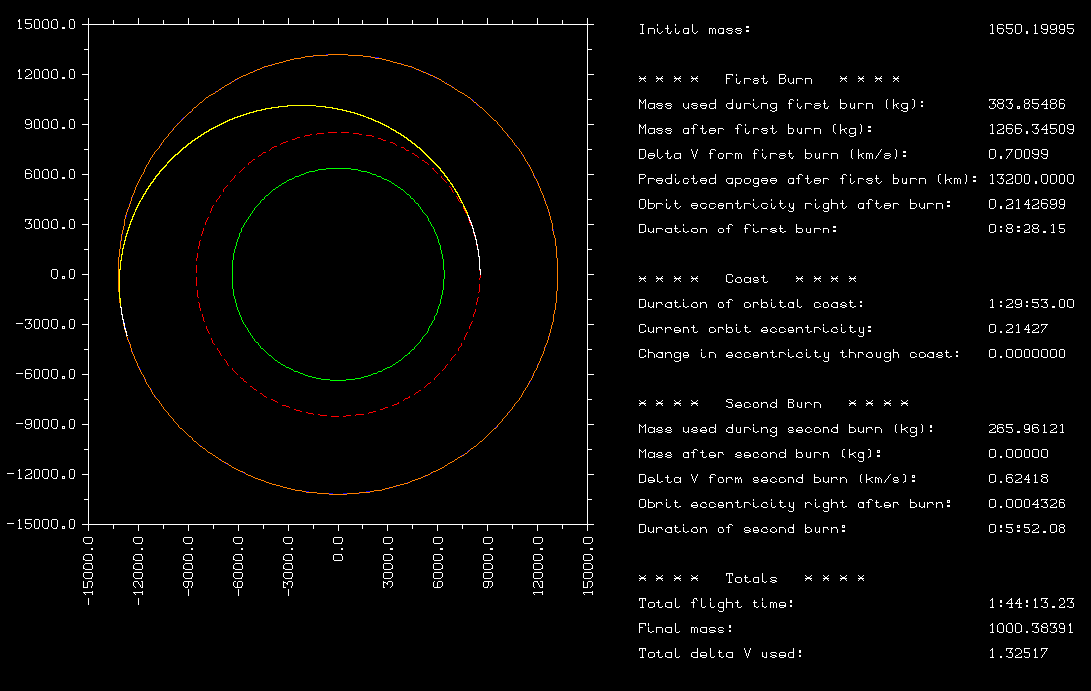 15000.0
12000.0
9000.0
6000.0
3000.0
0.0
-3000.0
-6000.0
-9000.0
-12000.0
-15000.0
-15000.0 -12000.0 -9000.0 -6000.0 -3000.0 0.0 3000.0 6000.0 9000.0 12000.0 15000.0
Initial mass: 1650.19995
* * * * First Burn * * * *
Mass used during first burn (kg): 383.85486
Mass after first burn (kg): 1266.34509
Delta V form first burn (km/s): 0.70099
Predicted apogee after first burn (km): 13200.0000
Obrit eccentricity right after burn: 0.2142699
Duration of first burn: 0:8:28.15
* * * * Coast * * * *
Duration of orbital coast: 1:29:53.00
Current orbit eccentricity: 0.21427
Change in eccentricity through coast: 0.0000000
* * * * Second Burn * * * *
Mass used during second burn (kg): 265.96121
Mass after second burn (kg): 0.00000
Delta V form second burn (km/s): 0.62418
Obrit eccentricity right after burn: 0.0004326
Duration of second burn: 0:5:52.08
* * * * Totals * * * *
Total flight time: 1:44:13.23
Final mass: 1000.38391
Total delta V used: 1.32517